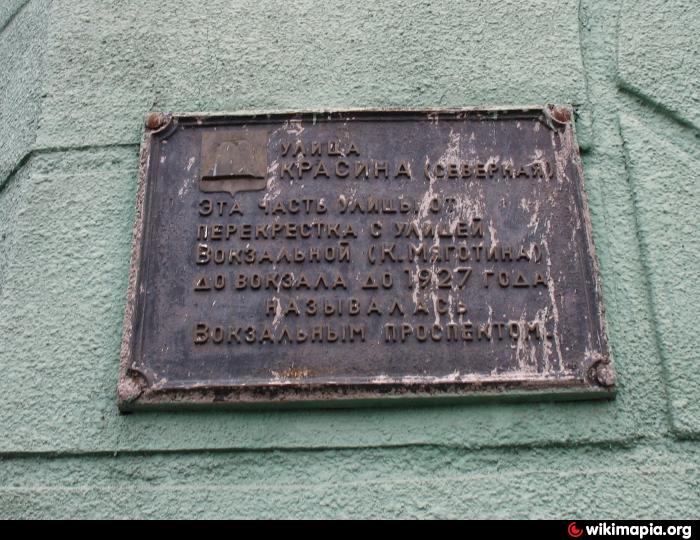 УЛИЦА
КРАСИНА (СЕВЕРНАЯ)
ЭТА ЧАСТЬ УЛИЦЫ ОТ
ПЕРЕКРЕСТКА С УЛИЦЕЙ
ВОКЗАЛЬНОЙ (К. МЯГОТИНА)
ДО ВОКЗАЛА ДО 1927 ГОДА
НАЗЫВАЛАСЬ
ВОКЗАЛЬНЫМ ПРОСПЕКТОМ.
wikimapia.org